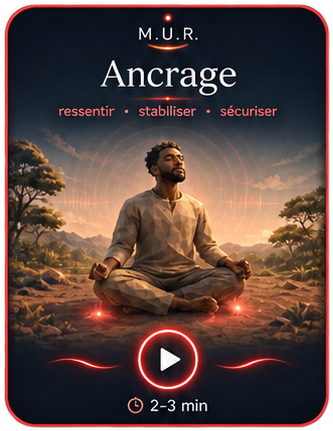 M.U.R.
Ancrage
ressentir • stabiliser • sécuriser
2-3 min